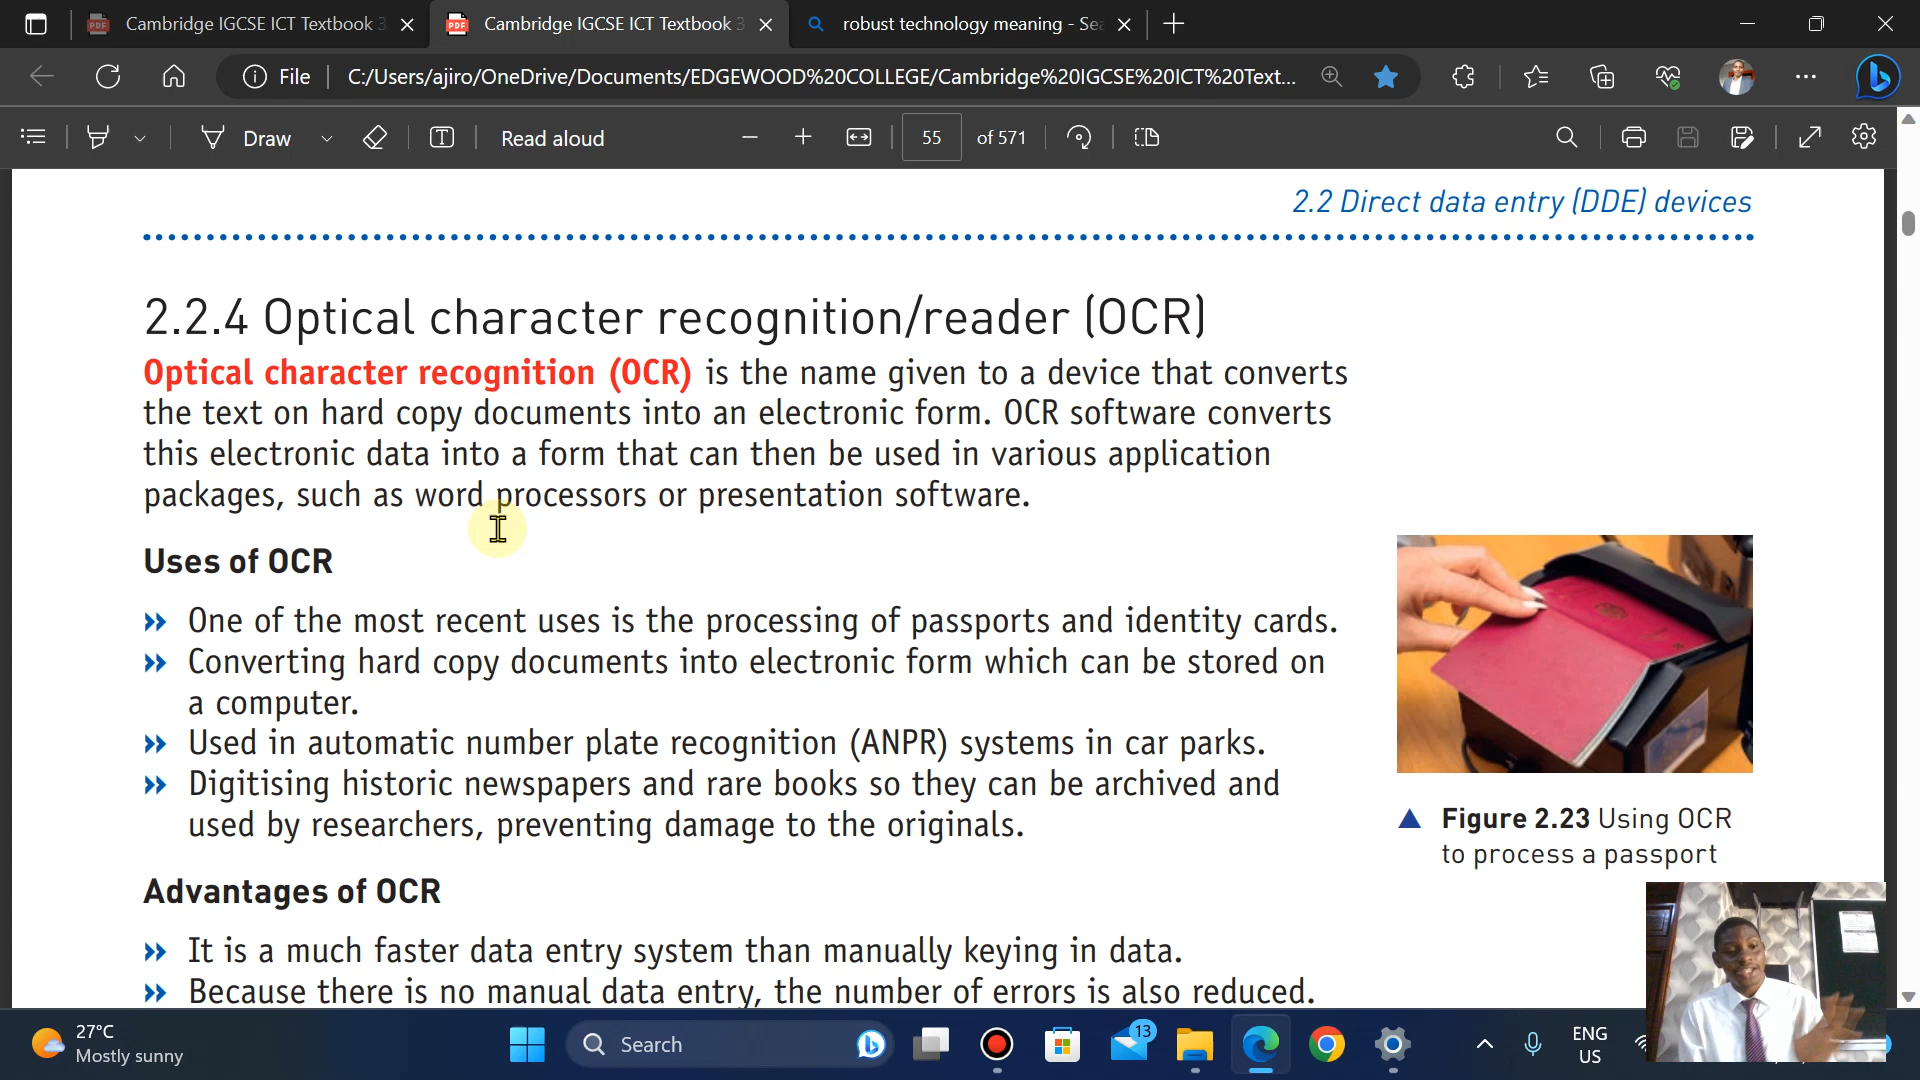 Cambridge IGCSE ICT Textbook 3
Cambridge IGCSE ICT Textbook 3
robust technology meaning - Sea
File
C:/Users/ajiro/OneDrive/Documents/EDGEWOOD%20COLLEGE/Cambridge%20IGCSE%20ICT%20Text...
Draw
Read aloud
55
of 571
2.2 Direct data entry (DDE) devices
2.2.4 Optical character recognition/reader (OCR)
Optical character recognition (OCR) is the name given to a device that converts
the text on hard copy documents into an electronic form. OCR software converts
this electronic data into a form that can then be used in various application
packages, such as word processors or presentation software.
Uses of OCR
» One of the most recent uses is the processing of passports and identity cards.
» Converting hard copy documents into electronic form which can be stored on
a computer.
» Used in automatic number plate recognition (ANPR) systems in car parks.
» Digitising historic newspapers and rare books so they can be archived and
used by researchers, preventing damage to the originals.
▲ Figure 2.23 Using OCR
to process a passport
Advantages of OCR
» It is a much faster data entry system than manually keying in data.
» Because there is no manual data entry, the number of errors is also reduced.
27°C
Mostly sunny
Search
13
ENG
US